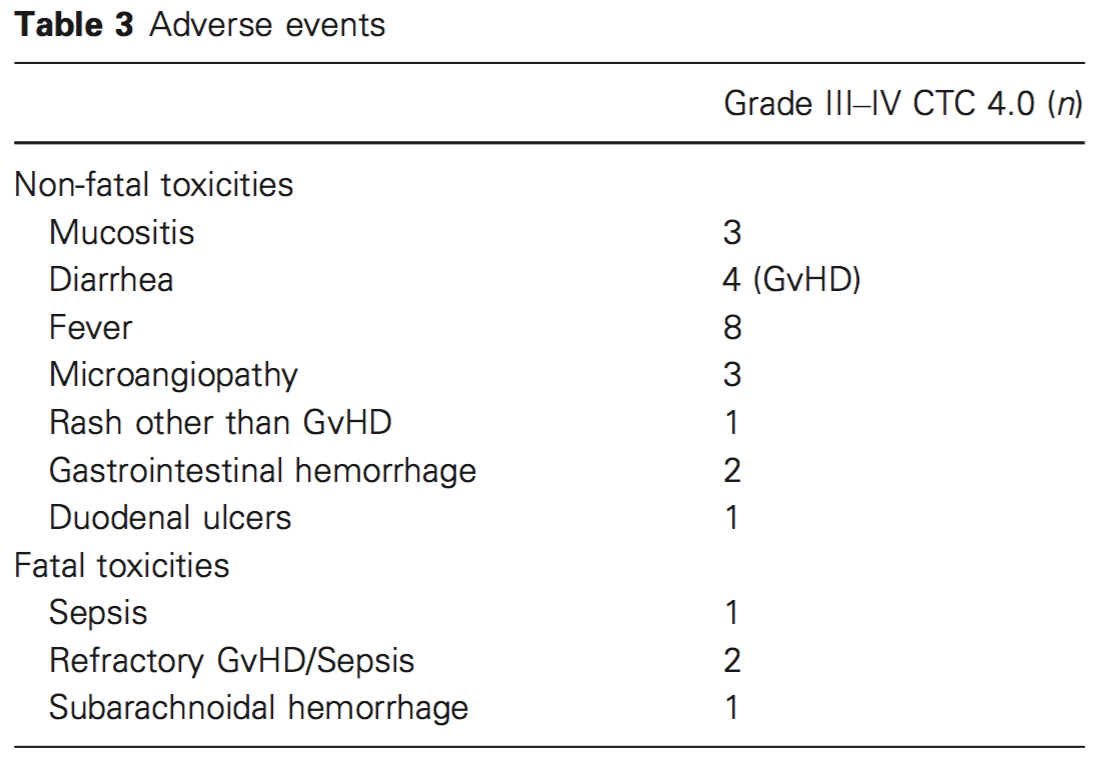 Table 3 Adverse events
Grade III–IV CTC 4.0 (n)
Non-fatal toxicities
Mucositis 3
Diarrhea 4 (GvHD)
Fever 8
Microangiopathy 3
Rash other than GvHD 1
Gastrointestinal hemorrhage 2
Duodenal ulcers 1
Fatal toxicities
Sepsis 1
Refractory GvHD/Sepsis 2
Subarachnoidal hemorrhage 1